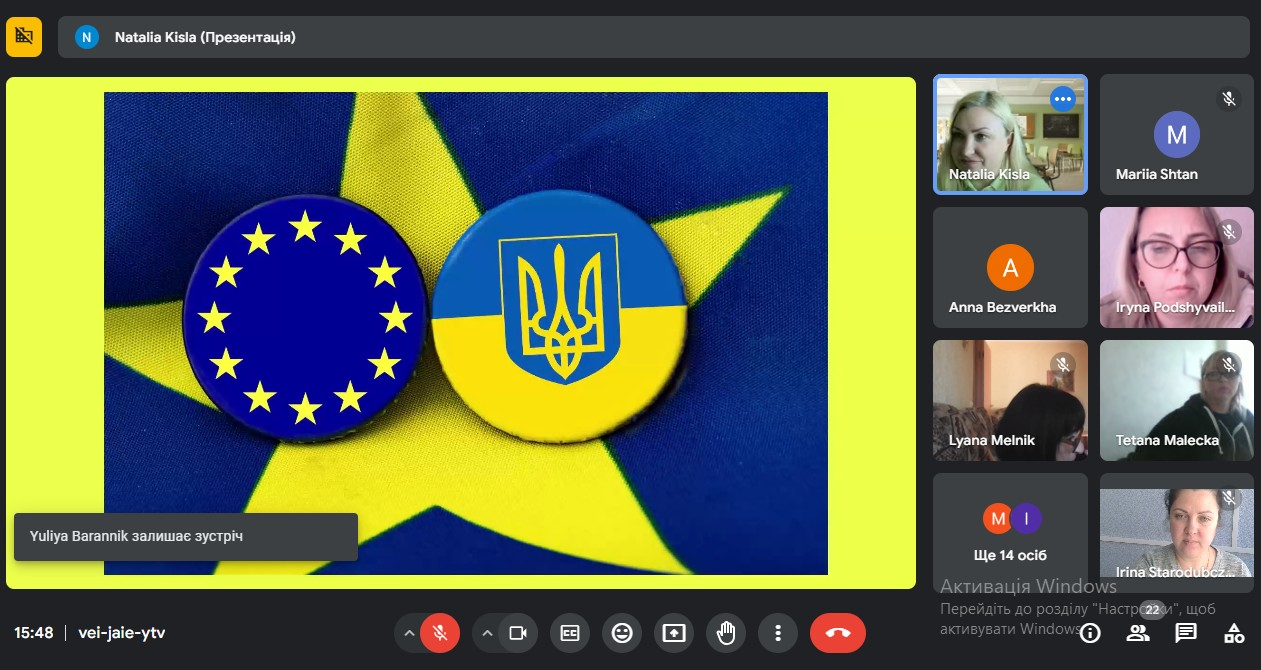 N
Natalia Kisla (Презентація)
Yuliya Barannik залишає зустріч
Natalia Kisla
M
Mariia Shtan
A
Anna Bezverkha
Iryna Podshyvail...
Lyana Melnik
Tetana Malecka
M I
Ще 14 осіб
Irina Starodubcz...
Активація Windows
Перейдіть до розділу "Настройки", щоб
активувати Windows.
22
15:48 | vei-jaie-ytv
CC